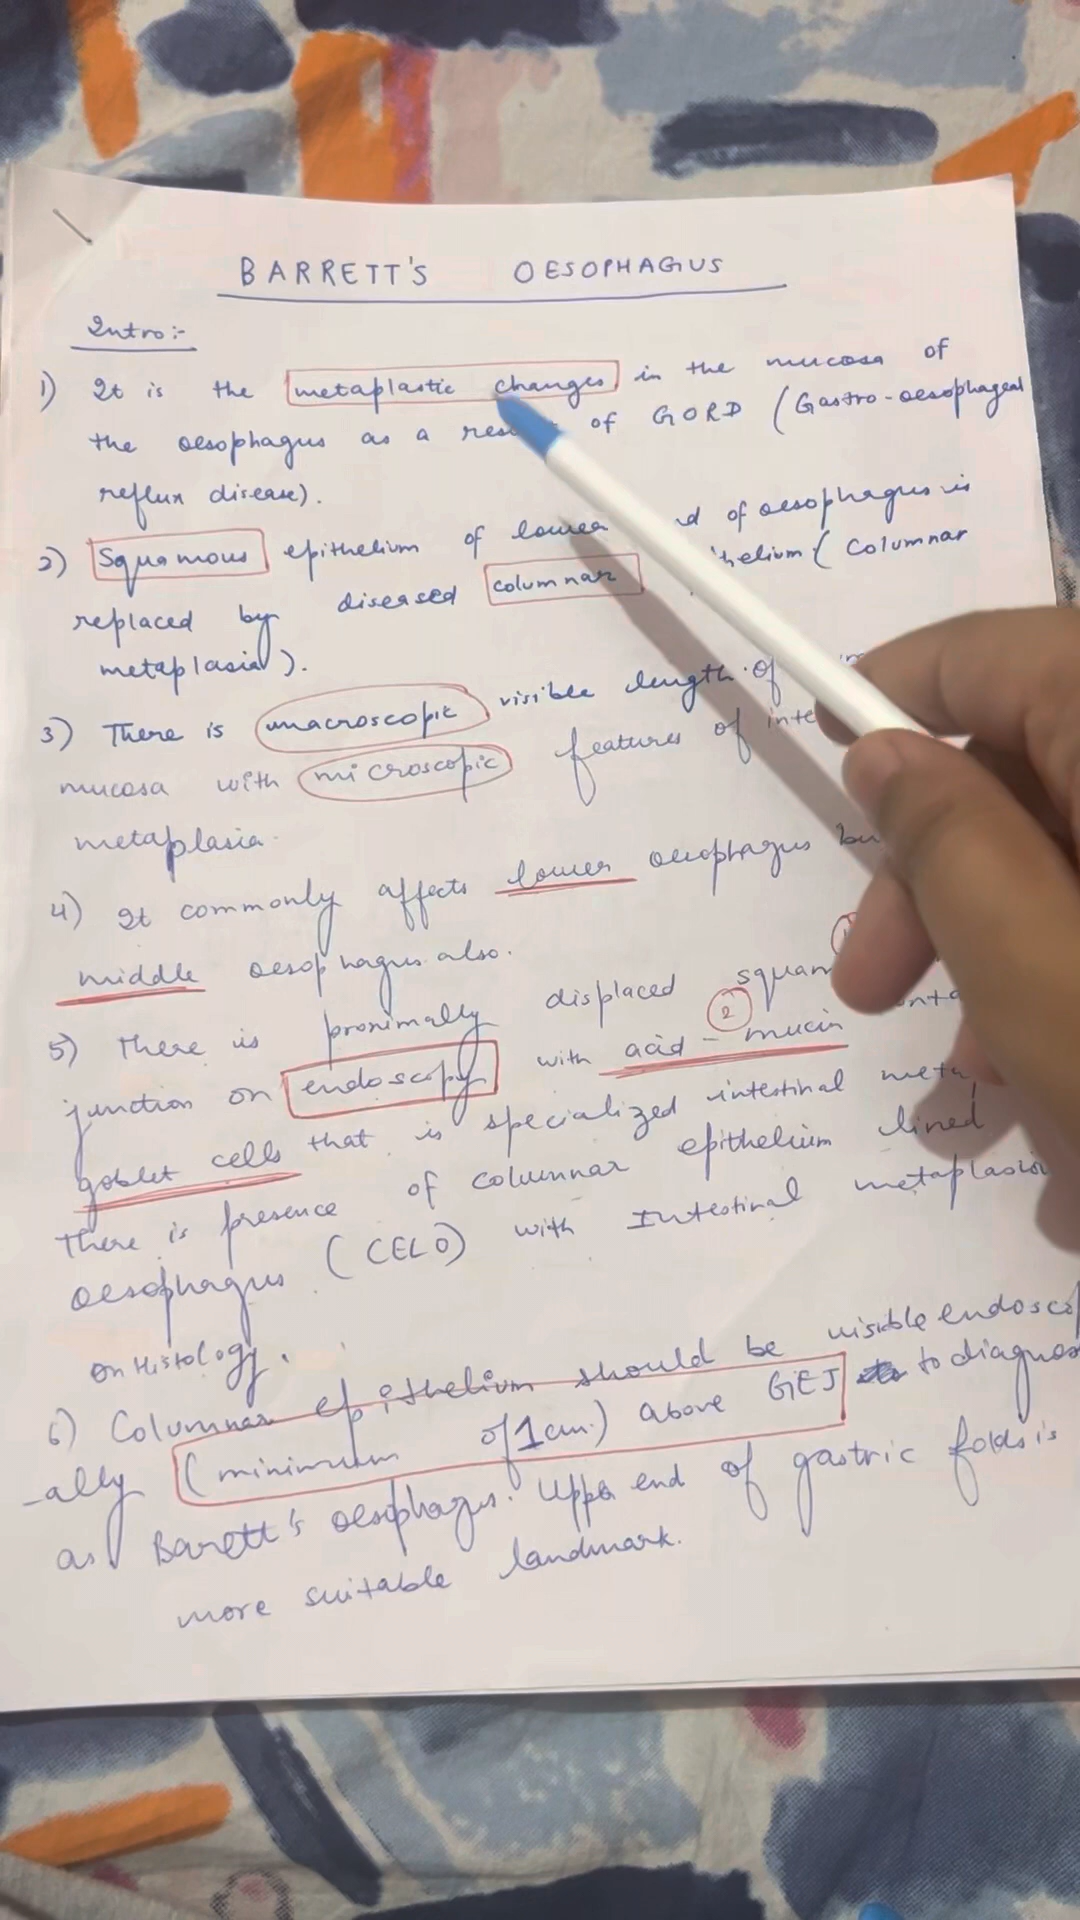 BARRETT'S OESOPHAGUS
Intro:-
1) It is the metaplastic changes in the mucosa of
the oesophagus as a of GORD (Gastro-oesophageal
reflux disease).
2) Squamous epithelium of lower of oesophagus is
replaced by diseased columnar (Columnar
metaplasia).
3) There is macroscopic visible length of
mucosa with microscopic features of
metaplasia.
4) It commonly affects lower oesophagus
middle oesophagus also.
5) There is proximally displaced
junction on endoscopy with acid-mucin
2
goblet cells that is specialized intestinal
There is presence of columnar epithelium lined
oesophagus (CELO) with Intestinal metaplasia
on Histology.
6) Columnar epithelium should be visible
-ally (minimum of 1cm.) above GEJ to
as Barett's oesophagus. Upper end of gastric folds is
more suitable landmark.